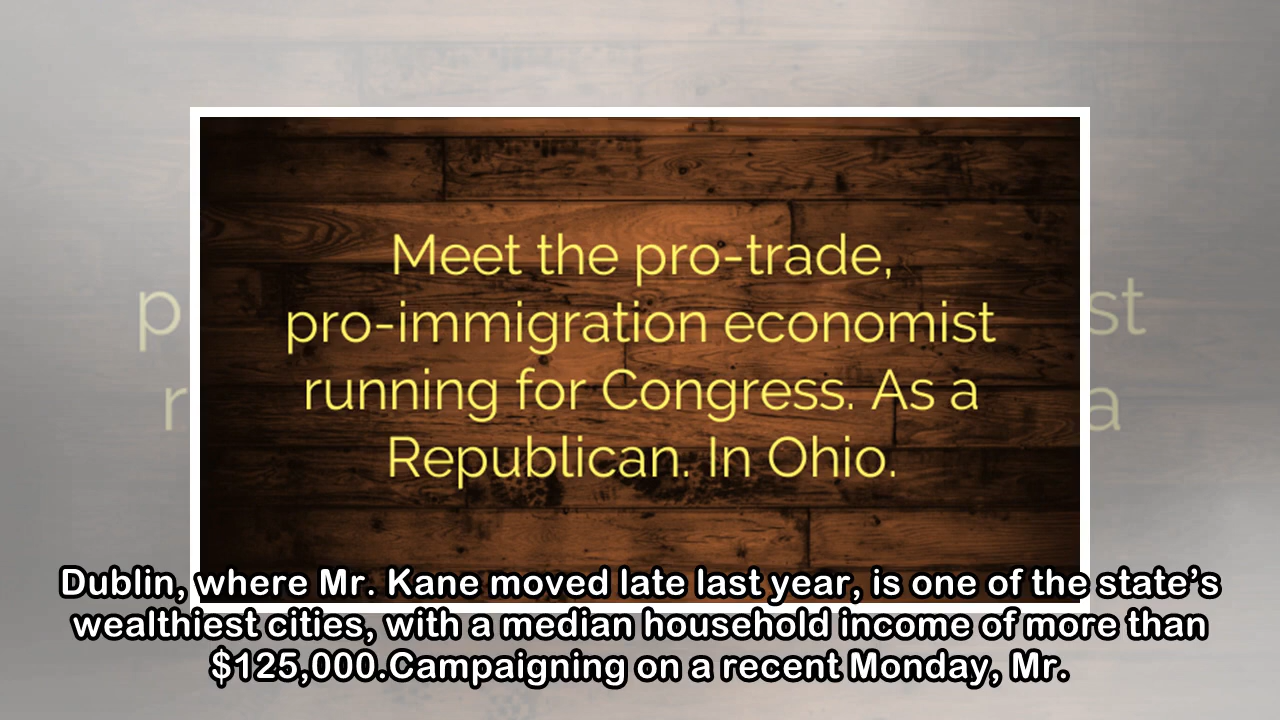 Meet the pro-trade,
pro-immigration economist
running for Congress. As a
Republican. In Ohio.
Dublin, where Mr. Kane moved late last year, is one of the state’s
wealthiest cities, with a median household income of more than
$125,000.Campaigning on a recent Monday, Mr.